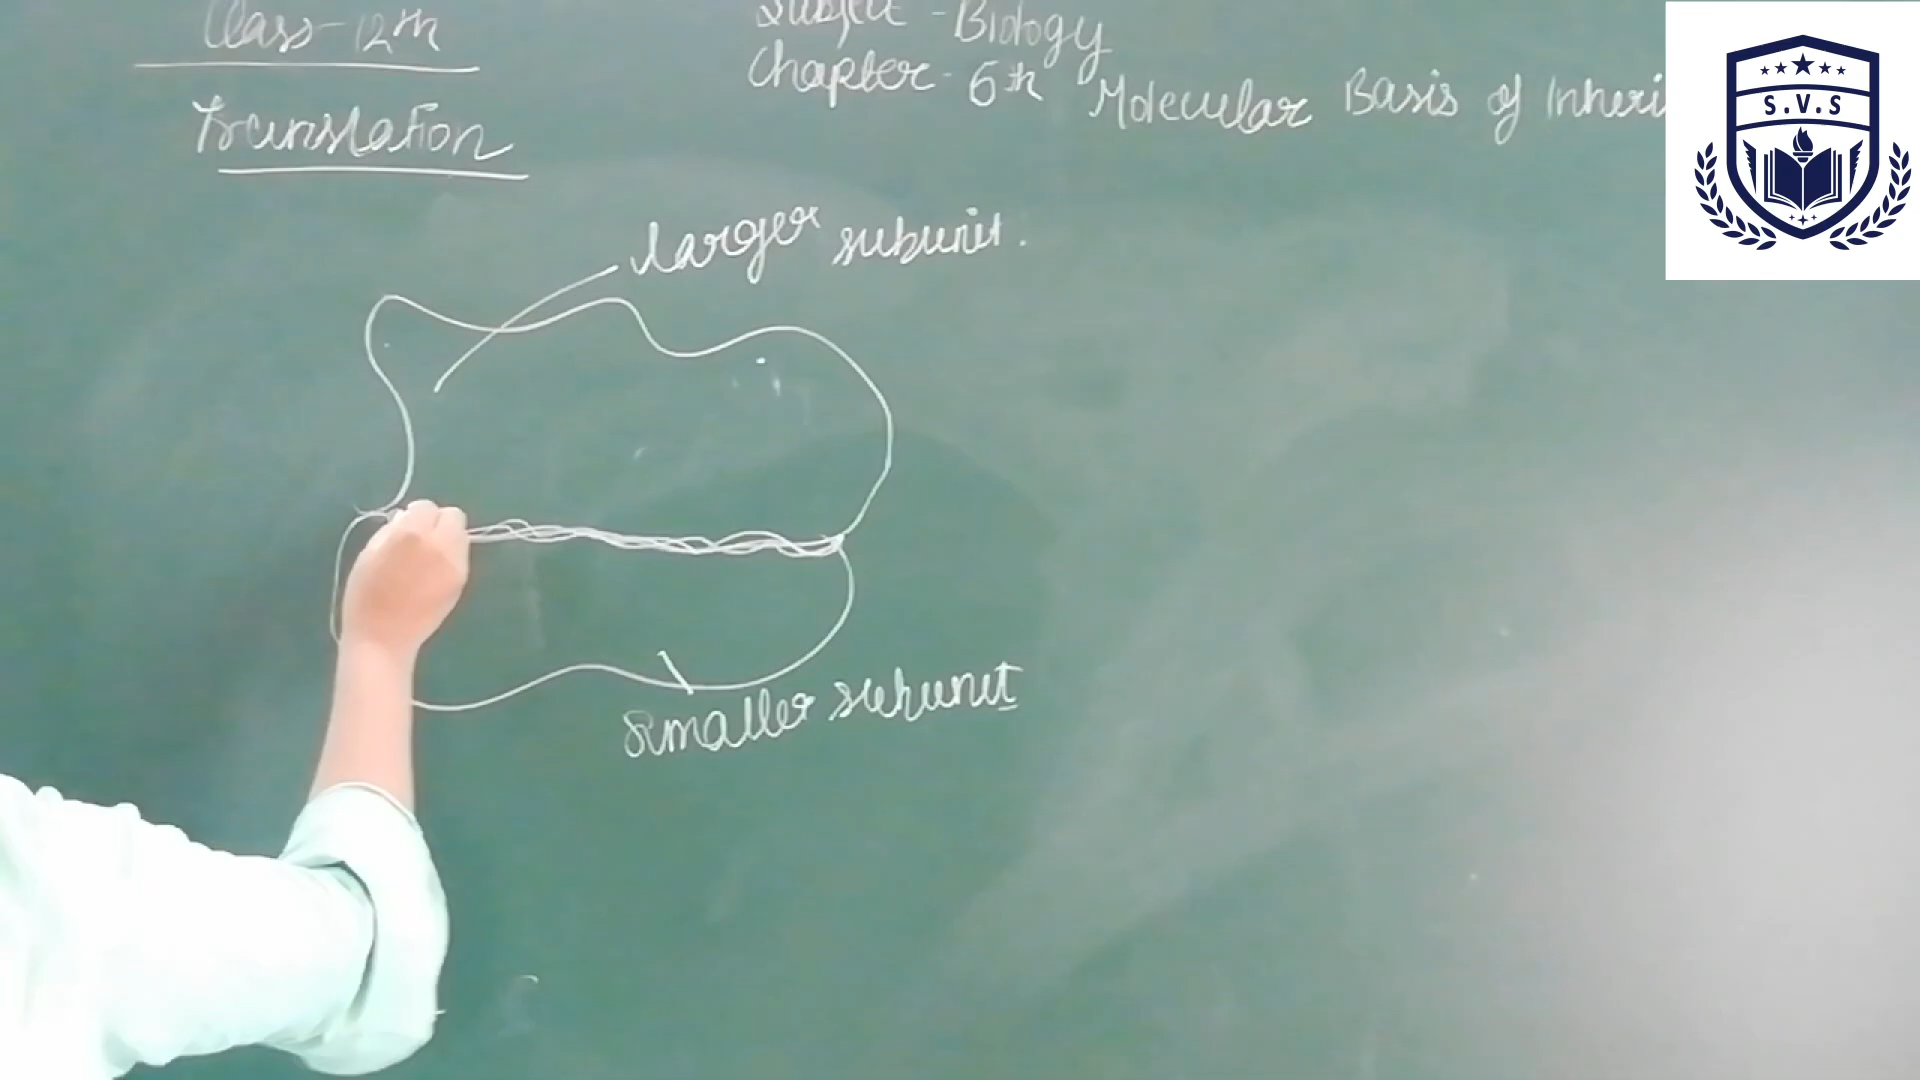 Class-12th
Subject - Biology
Chapter - 6th Molecular Basis of Inheri
Translation
S.V.S
larger subunit.
smaller subunit